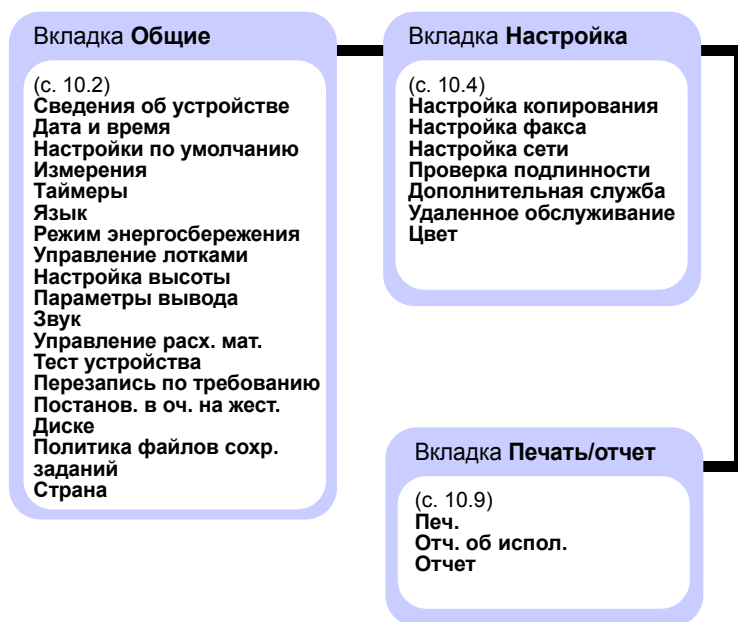 Вкладка Общие
(с. 10.2)
Сведения об устройстве
Дата и время
Настройки по умолчанию
Измерения
Таймеры
Язык
Режим энергосбережения
Управление лотками
Настройка высоты
Параметры вывода
Звук
Управление расх. мат.
Тест устройства
Перезапись по требованию
Постанов. в оч. на жест.
Диске
Политика файлов сохр.
заданий
Страна
Вкладка Настройка
(с. 10.4)
Настройка копирования
Настройка факса
Настройка сети
Проверка подлинности
Дополнительная служба
Удаленное обслуживание
Цвет
Вкладка Печать/отчет
(с. 10.9)
Печ.
Отч. об испол.
Отчет